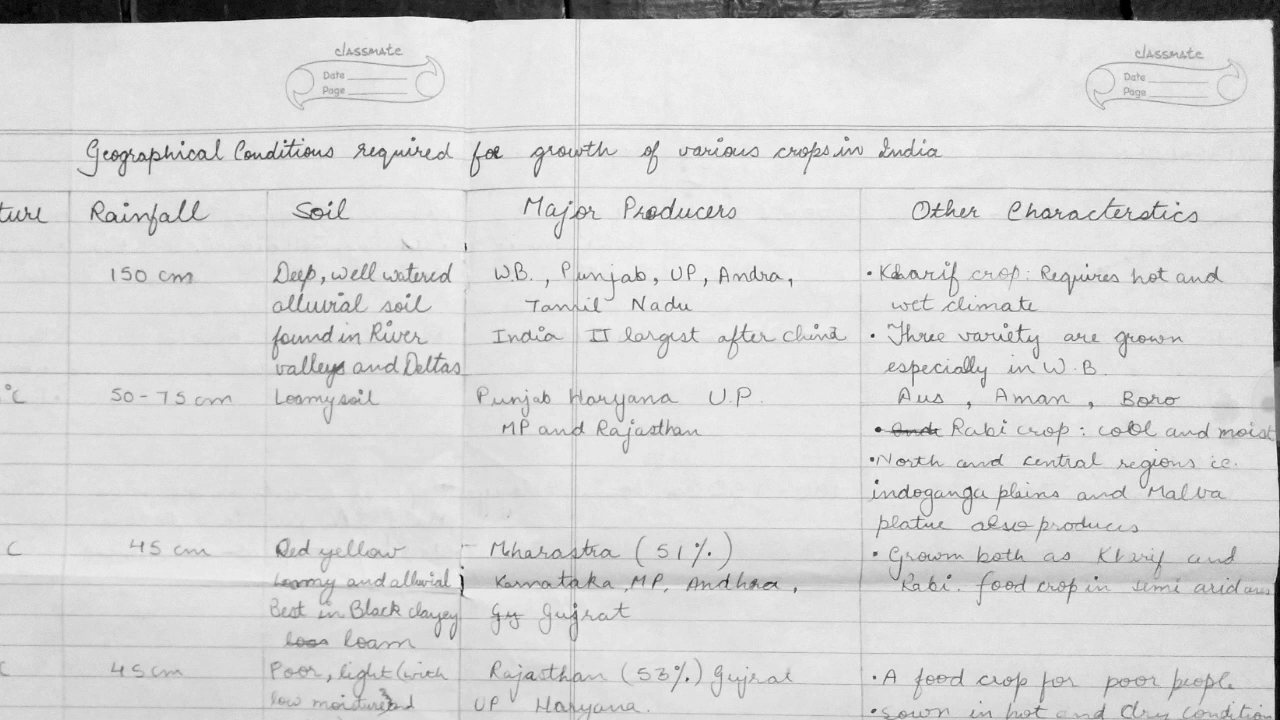 classmate
Date
Page
classmate
Date
Page
Geographical Conditions required for growth of various crops in India
ture Rainfall Soil Major Producers Other Characterstics
150 cm Deep, well watered W.B., Punjab, UP, Andra, • Kharif crop: Requires hot and
alluvial soil Tamil Nadu wet climate
found in River India II largest after china • Three variety are grown
valleys and Deltas especially in W.B.
°C 50-75 cm Loamy soil Punjab Haryana U.P. Aus, Aman, Boro
MP and Rajasthan • Rabi crop: cool and moist
• North and central regions ie.
indoganga plains and Malva
platue also produces
C 45 cm Red yellow Mharastra (51%) • Grown both as Kharif and
loamy and alluvial Karnataka, MP, Andhra, Rabi. food crop in semi arid
Best in Black clayey Gujrat
loam
C 45 cm Poor, light (with Rajasthan (53%) Gujrat • A food crop for poor people
low moisture UP Haryana. • Sown in hot and dry condition